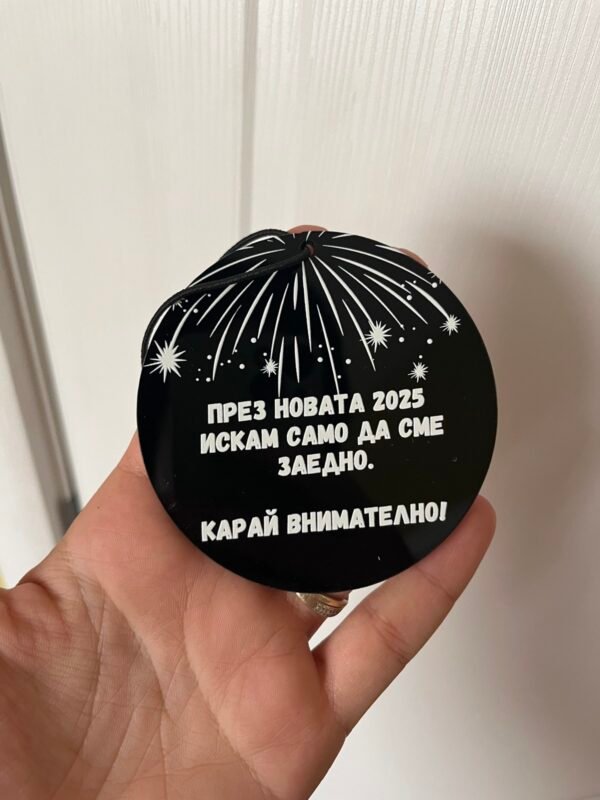 ПРЕЗ НОВАТА 2025
ИСКАМ САМО ДА СМЕ
ЗАЕДНО.
КАРАЙ ВНИМАТЕЛНО!